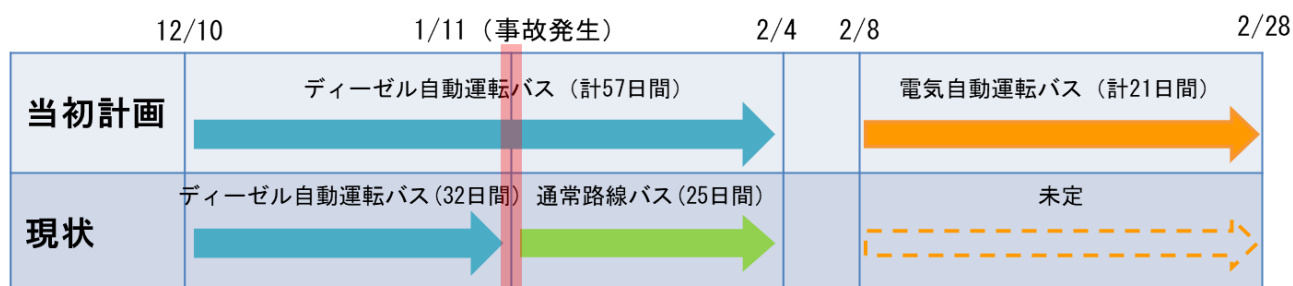 12/10
1/11（事故発生）
2/4
2/8
2/28
当初計画
ディーゼル自動運転バス（計57日間）
電気自動運転バス（計21日間）
現状
ディーゼル自動運転バス(32日間)
通常路線バス(25日間)
未定